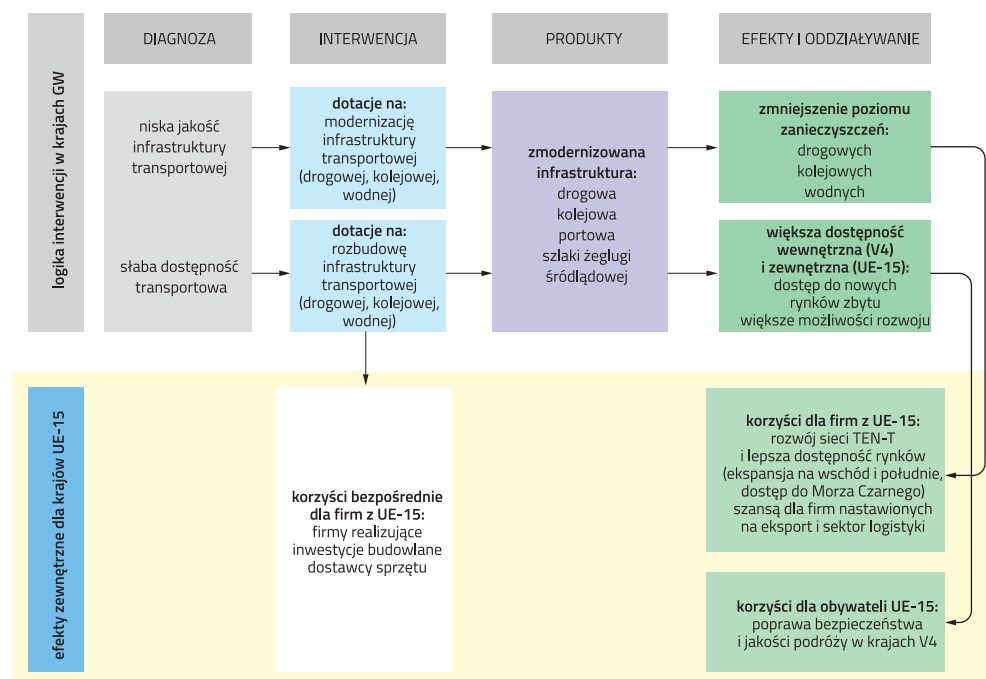 DIAGNOZA
INTERWENCJA
PRODUKTY
EFEKTY I ODDZIAŁYWANIE
logika interwencji w krajach GW
niska jakość
infrastruktury
transportowej
słaba dostępność
transportowa
dotacje na:
modernizację
infrastruktury
transportowej
(drogowej, kolejowej,
wodnej)
dotacje na:
rozbudowę
infrastruktury
transportowej
(drogowej, kolejowej,
wodnej)
zmodernizowana
infrastruktura:
drogowa
kolejowa
portowa
szlaki żeglugi
śródlądowej
zmniejszenie poziomu
zanieczyszczeń:
drogowych
kolejowych
wodnych
większa dostępność
wewnętrzna (V4)
i zewnętrzna (UE-15):
dostęp do nowych
rynków zbytu
większe możliwości rozwoju
efekty zewnętrzne dla krajów UE-15
korzyści bezpośrednie
dla firm z UE-15:
firmy realizujące
inwestycje budowlane
dostawcy sprzętu
korzyści dla firm z UE-15:
rozwój sieci TEN-T
i lepsza dostępność rynków
(ekspansja na wschód i południe,
dostęp do Morza Czarnego)
szansą dla firm nastawionych
na eksport i sektor logistyki
korzyści dla obywateli UE-15:
poprawa bezpieczeństwa
i jakości podróży w krajach V4